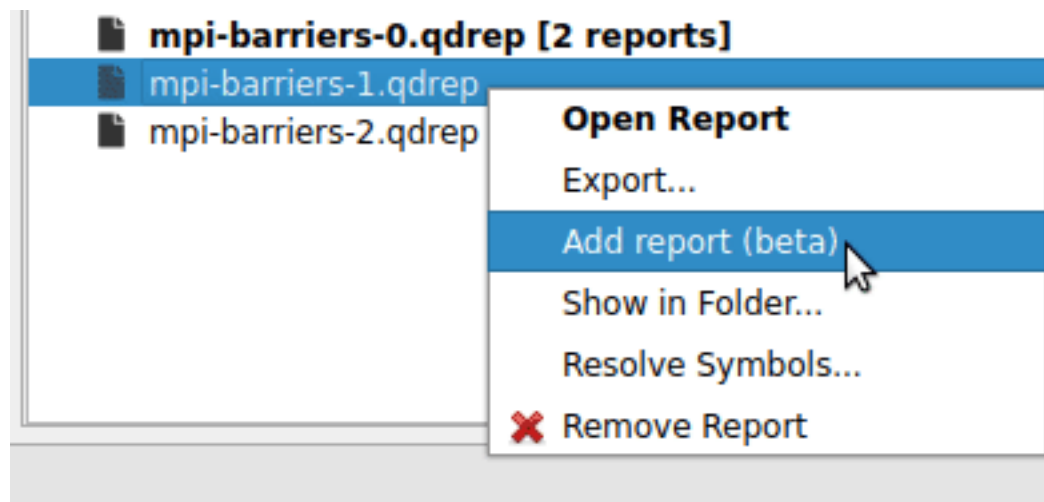 mpi-barriers-0.qdrep [2 reports]
mpi-barriers-1.qdrep
mpi-barriers-2.qdrep
Open Report
Export...
Add report (beta)
Show in Folder...
Resolve Symbols...
Remove Report